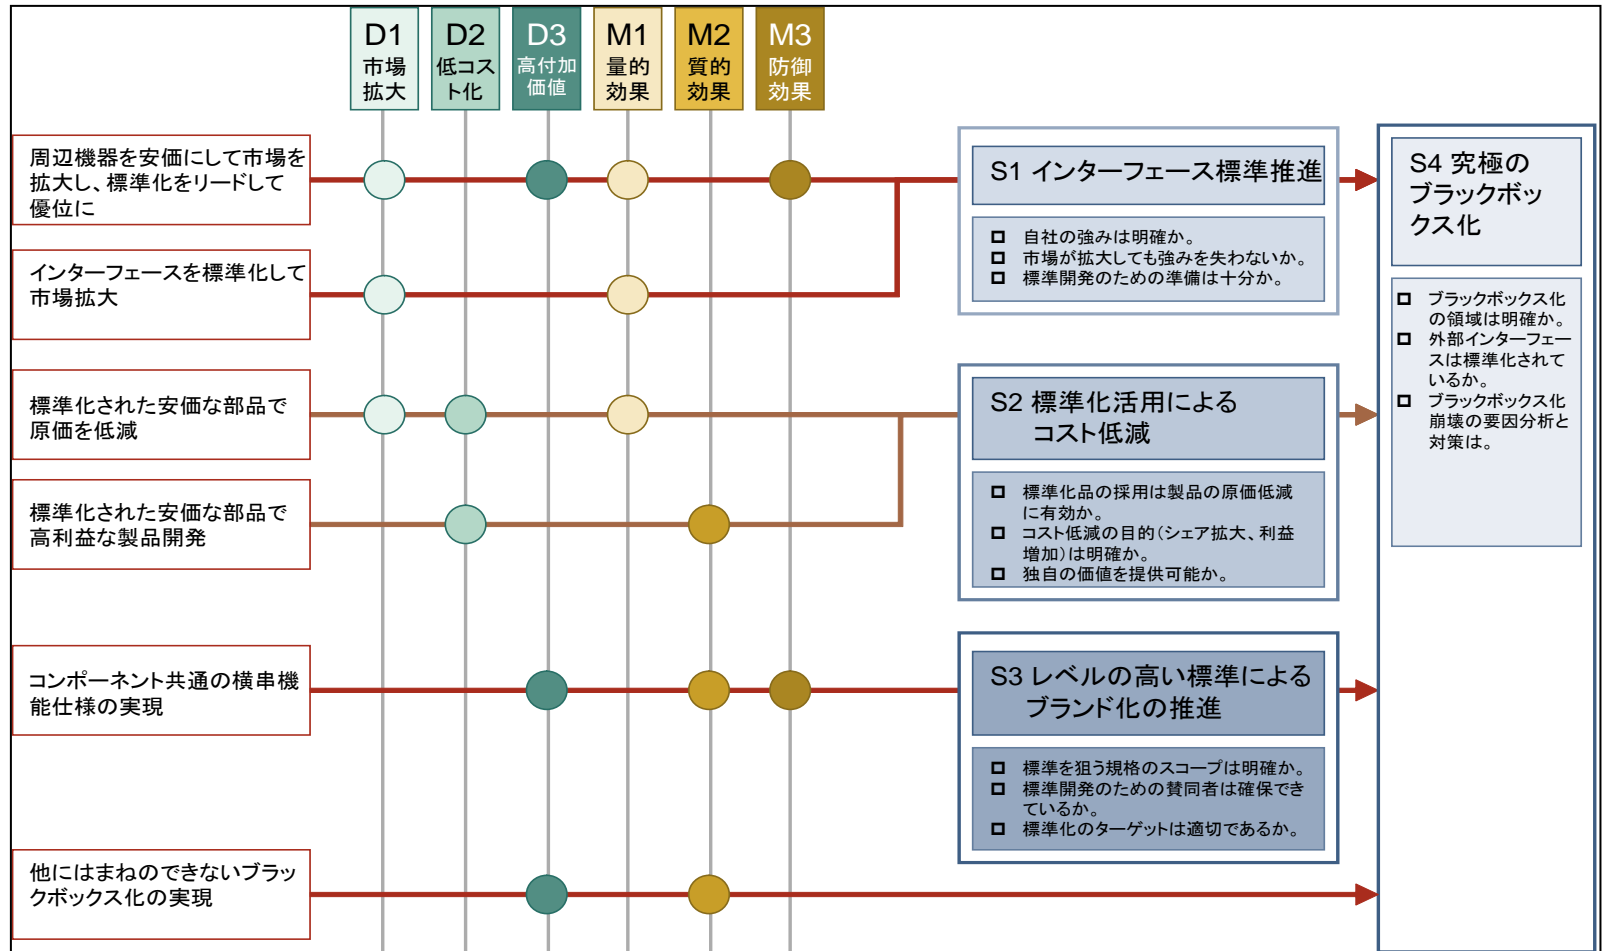 D1
市場
拡大
D2
低コス
ト化
D3
高付加
価値
M1
量的
効果
M2
質的
効果
M3
防御
効果
周辺機器を安価にして市場を
拡大し、標準化をリードして
優位に
インターフェースを標準化して
市場拡大
標準化された安価な部品で
原価を低減
標準化された安価な部品で
高利益な製品開発
コンポーネント共通の横串機
能仕様の実現
他にはまねのできないブラッ
クボックス化の実現
S1 インターフェース標準推進
自社の強みは明確か。
市場が拡大しても強みを失わないか。
標準開発のための準備は十分か。
S2 標準化活用による
コスト低減
標準化品の採用は製品の原価低減
に有効か。
コスト低減の目的(シェア拡大、利益
増加)は明確か。
独自の価値を提供可能か。
S3 レベルの高い標準による
ブランド化の推進
標準を狙う規格のスコープは明確か。
標準開発のための賛同者は確保でき
ているか。
標準化のターゲットは適切であるか。
S4 究極の
ブラックボッ
クス化
ブラックボックス化
の領域は明確か。
外部インターフェー
スは標準化されて
いるか。
ブラックボックス化
崩壊の要因分析と
対策は。